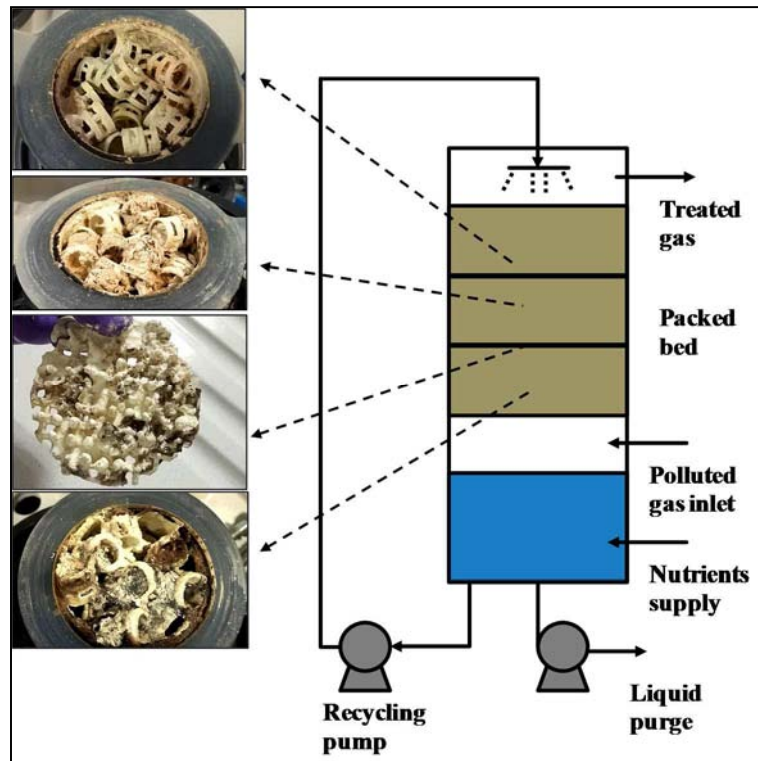 Treated
gas
Packed
bed
Polluted
gas inlet
Nutrients
supply
Recycling
pump
Liquid
purge